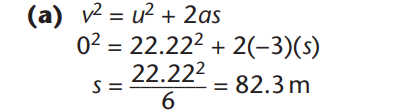 (a) v² = u² + 2as
0² = 22.22² + 2(−3)(s)
s = 22.22²/6 = 82.3 m